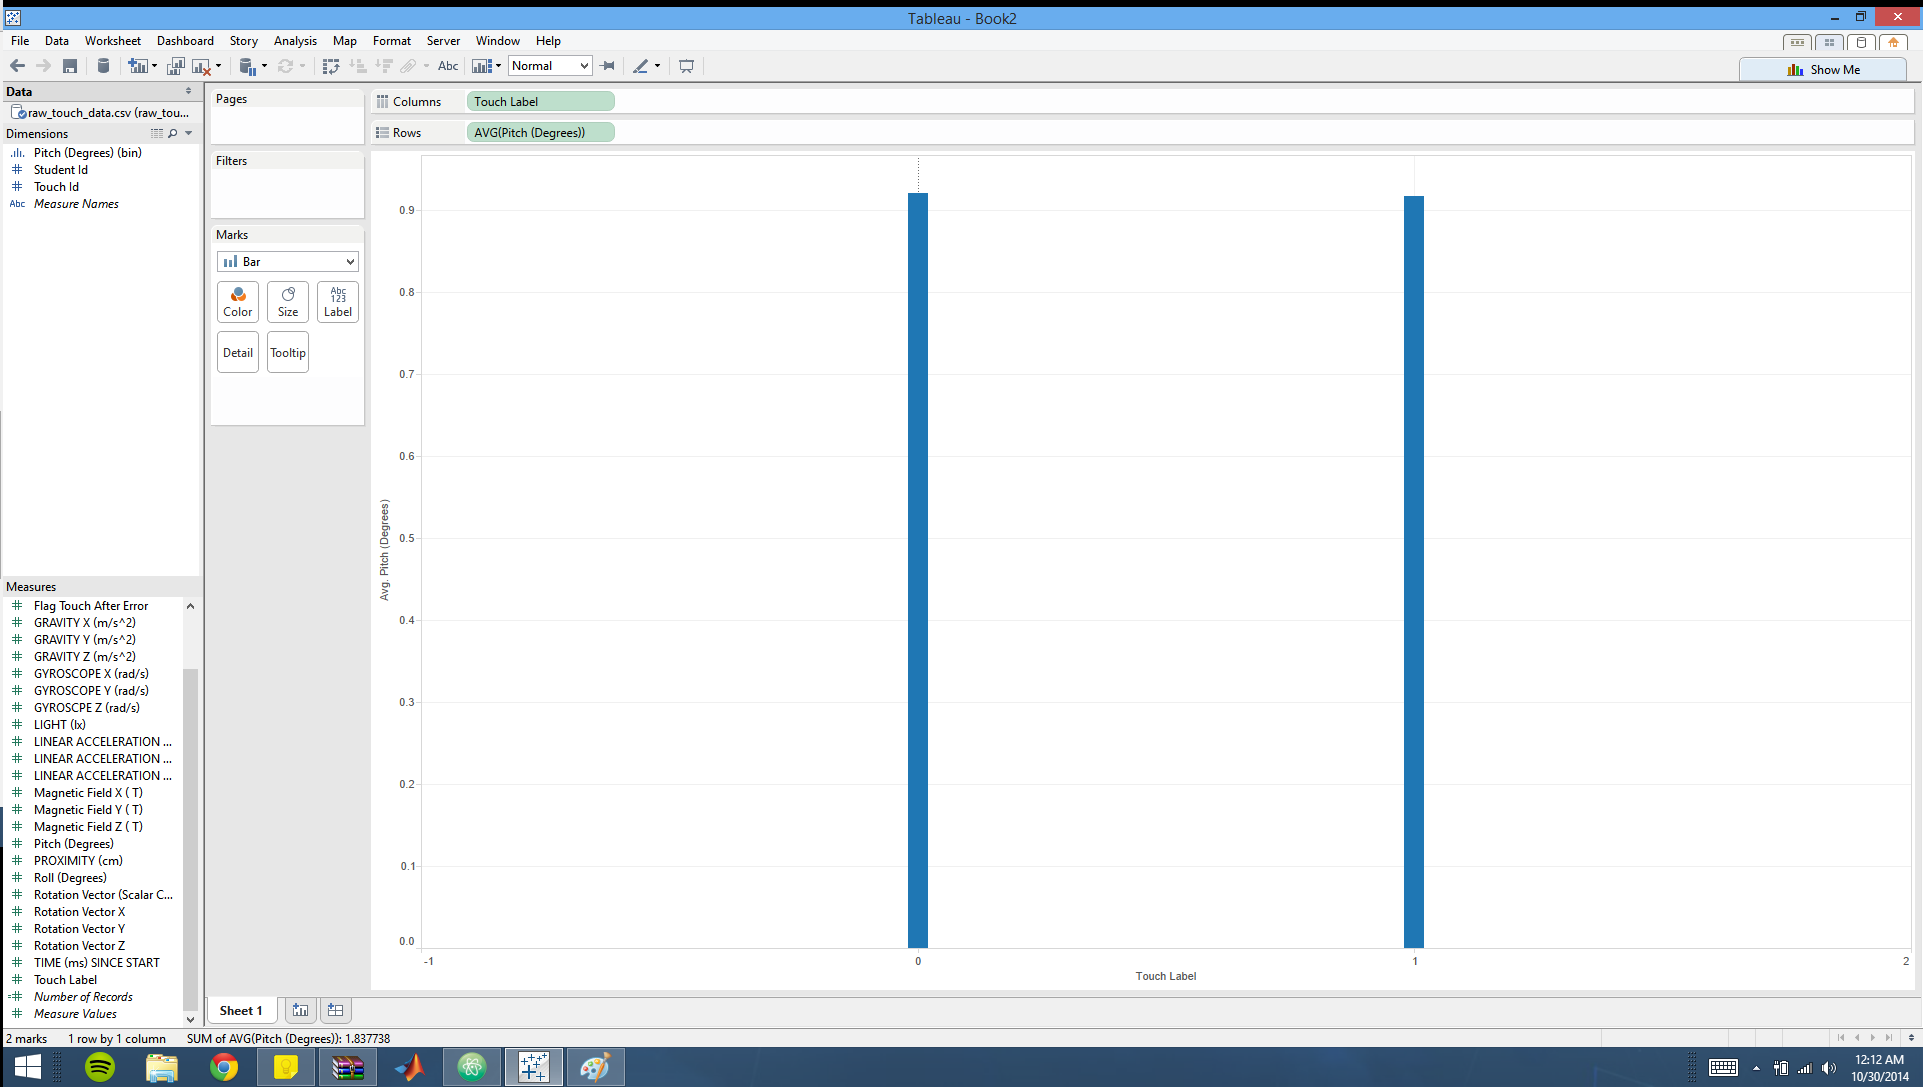 Tableau - Book2
File Data Worksheet Dashboard Story Analysis Map Format Server Window Help
Abc Normal Show Me
Data
raw_touch_data.csv (raw_tou...
Dimensions
Pitch (Degrees) (bin)
Student Id
Touch Id
Abc Measure Names
Measures
Flag Touch After Error
GRAVITY X (m/s^2)
GRAVITY Y (m/s^2)
GRAVITY Z (m/s^2)
GYROSCOPE X (rad/s)
GYROSCOPE Y (rad/s)
GYROSCPE Z (rad/s)
LIGHT (lx)
LINEAR ACCELERATION ...
LINEAR ACCELERATION ...
LINEAR ACCELERATION ...
Magnetic Field X ( T)
Magnetic Field Y ( T)
Magnetic Field Z ( T)
Pitch (Degrees)
PROXIMITY (cm)
Roll (Degrees)
Rotation Vector (Scalar C...
Rotation Vector X
Rotation Vector Y
Rotation Vector Z
TIME (ms) SINCE START
Touch Label
Number of Records
Measure Values
Pages
Filters
Marks
Bar
Color Size Abc 123 Label
Detail Tooltip
Columns Touch Label
Rows AVG(Pitch (Degrees))
Avg. Pitch (Degrees)
0.9
0.8
0.7
0.6
0.5
0.4
0.3
0.2
0.1
0.0
-1 0 1 2
Touch Label
Sheet 1
2 marks 1 row by 1 column SUM of AVG(Pitch (Degrees)): 1.837738
12:12 AM
10/30/2014